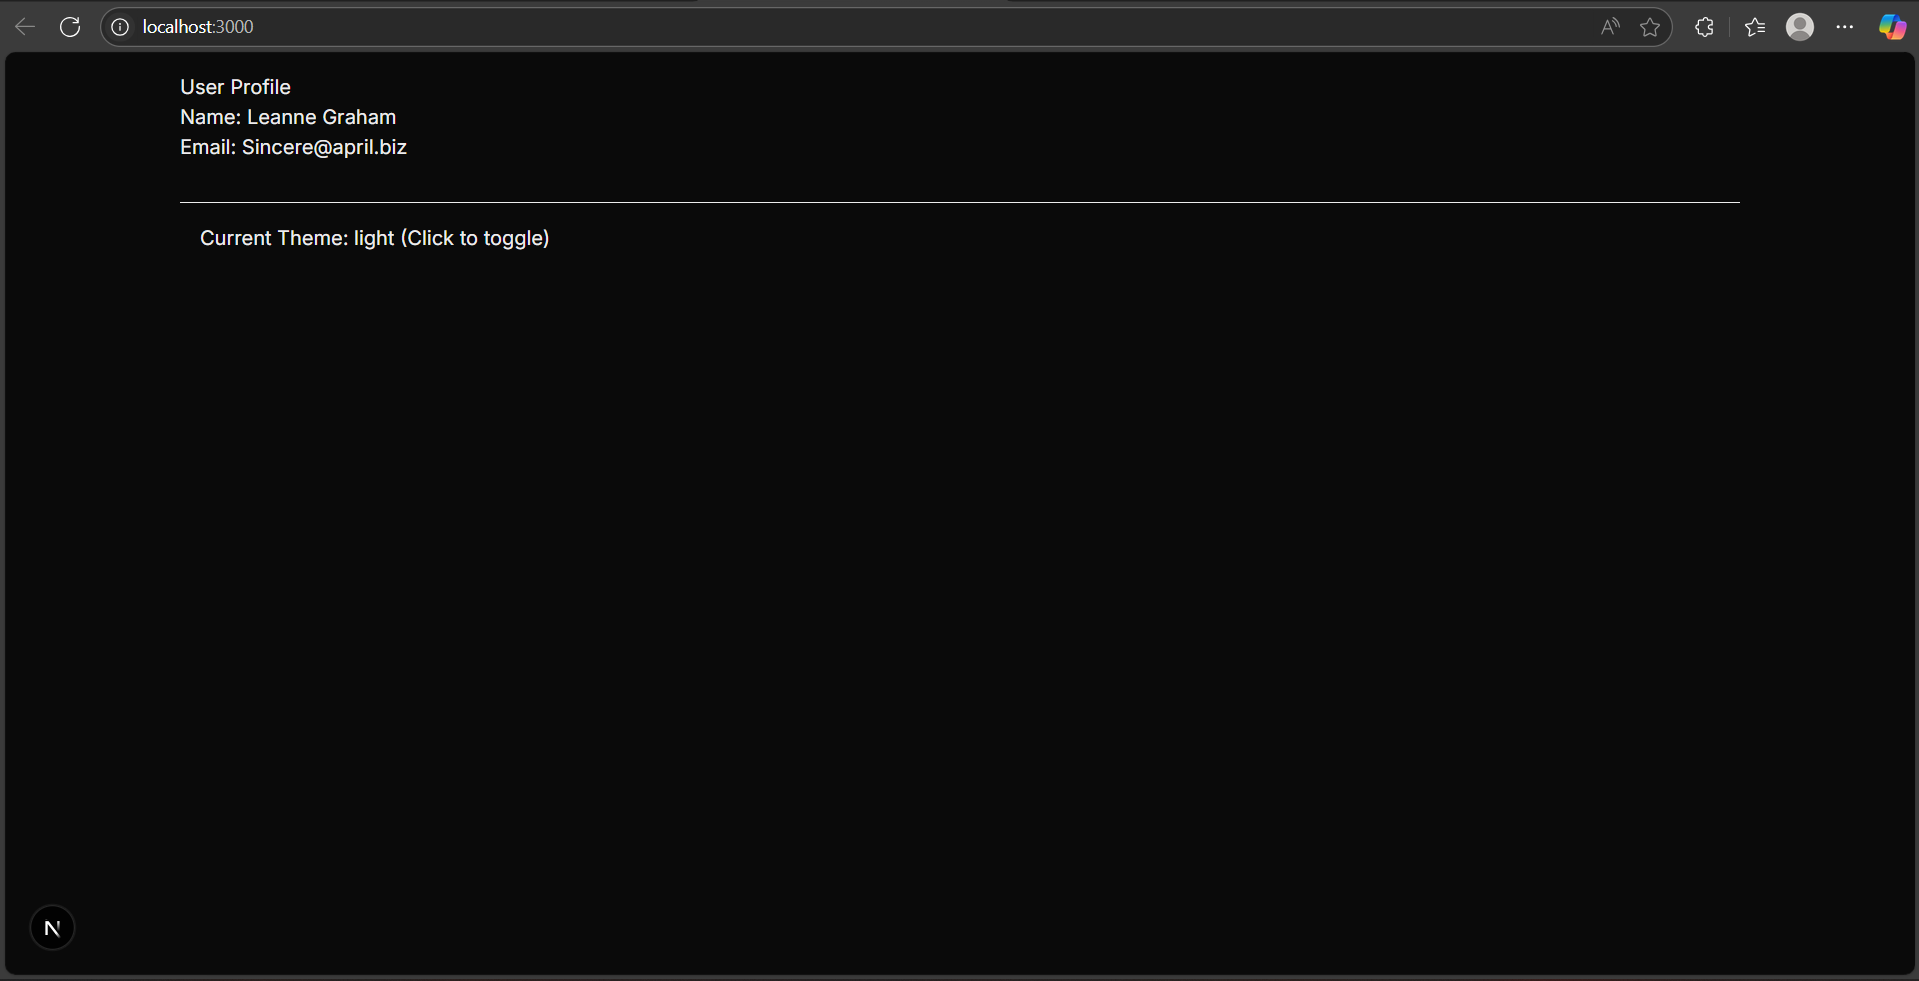 localhost:3000
User Profile
Name: Leanne Graham
Email: Sincere@april.biz
Current Theme: light (Click to toggle)
N